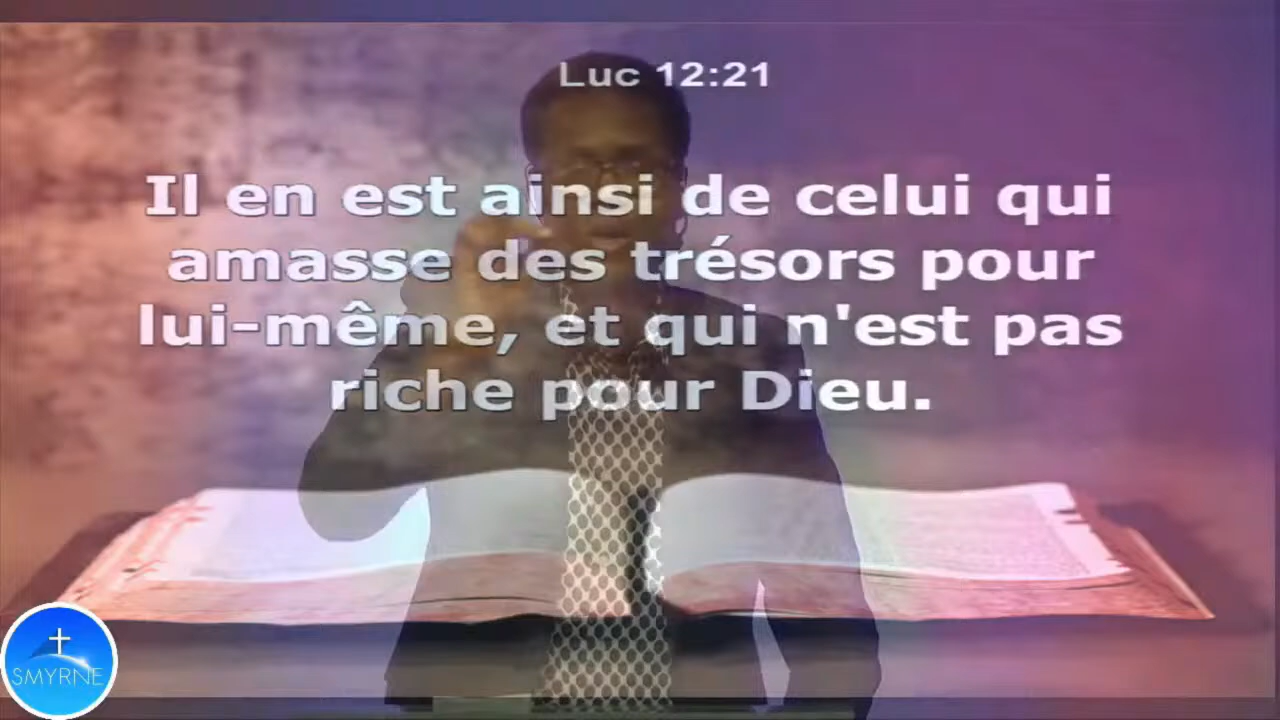 Luc 12:21
Il en est ainsi de celui qui
amasse des trésors pour
lui-même, et qui n'est pas
riche pour Dieu.
SMYRNE